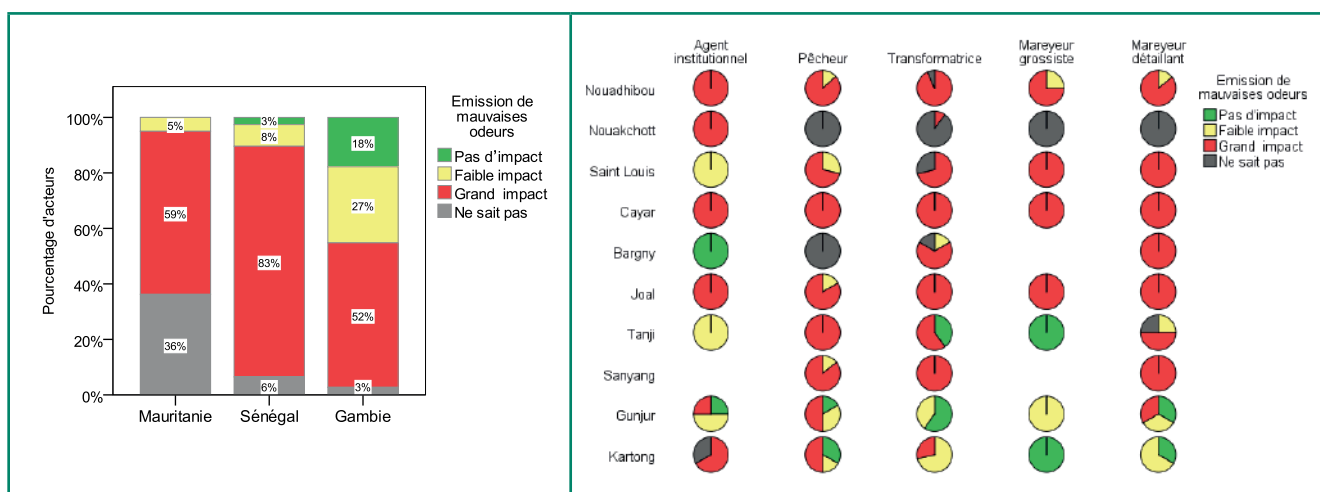 Emission de
mauvaises
odeurs
Pas d'impact
Faible impact
Grand impact
Ne sait pas
Pourcentage d'acteurs
100%
80%
60%
40%
20%
0%
5%
59%
36%
3%
8%
83%
6%
18%
27%
52%
3%
Mauritanie
Sénégal
Gambie
Agent
institutionnel
Pêcheur
Transformatrice
Mareyeur
grossiste
Mareyeur
détaillant
Nouadhibou
Nouakchott
Saint Louis
Cayar
Bargny
Joal
Tanji
Sanyang
Gunjur
Kartong
Emission de
mauvaises odeurs
Pas d'impact
Faible impact
Grand impact
Ne sait pas